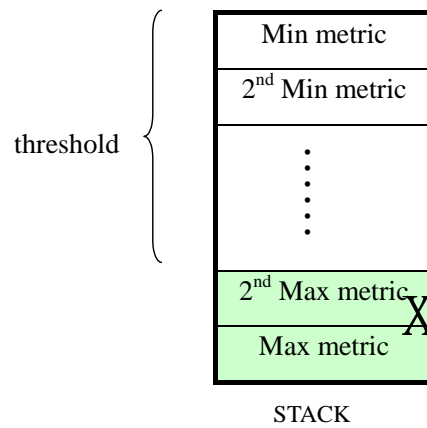 Min metric
2nd Min metric
threshold
2nd Max metric
X
Max metric
STACK